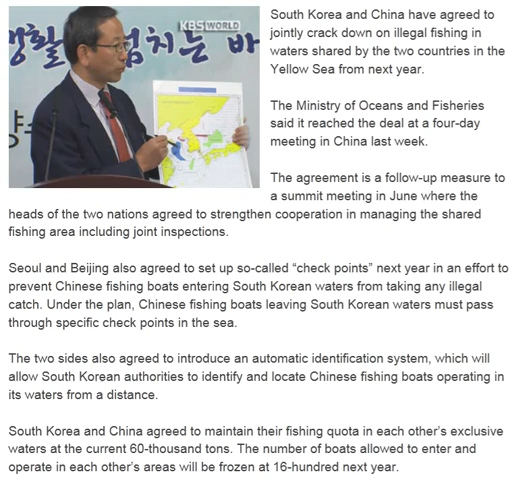 KBS WORLD
South Korea and China have agreed to
jointly crack down on illegal fishing in
waters shared by the two countries in the
Yellow Sea from next year.
The Ministry of Oceans and Fisheries
said it reached the deal at a four-day
meeting in China last week.
The agreement is a follow-up measure to
a summit meeting in June where the
heads of the two nations agreed to strengthen cooperation in managing the shared
fishing area including joint inspections.
Seoul and Beijing also agreed to set up so-called “check points” next year in an effort to
prevent Chinese fishing boats entering South Korean waters from taking any illegal
catch. Under the plan, Chinese fishing boats leaving South Korean waters must pass
through specific check points in the sea.
The two sides also agreed to introduce an automatic identification system, which will
allow South Korean authorities to identify and locate Chinese fishing boats operating in
its waters from a distance.
South Korea and China agreed to maintain their fishing quota in each other’s exclusive
waters at the current 60-thousand tons. The number of boats allowed to enter and
operate in each other’s areas will be frozen at 16-hundred next year.